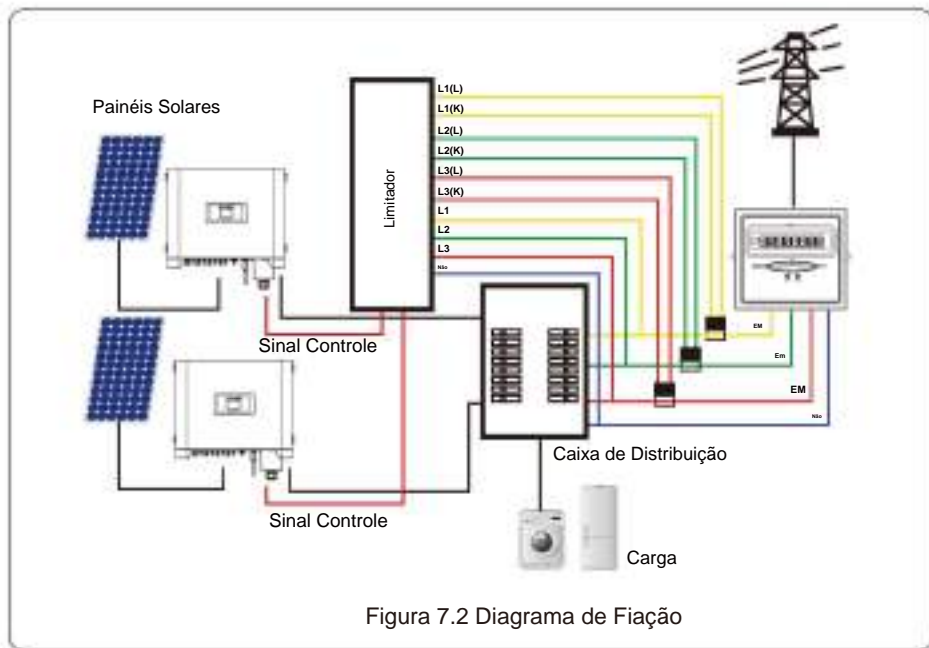 Painéis Solares
L1(L)
L1(K)
L2(L)
L2(K)
L3(L)
L3(K)
L1
L2
L3
Não
Limitador
Sinal Controle
EM
Em
EM
Não
Caixa de Distribuição
Sinal Controle
Carga
Figura 7.2 Diagrama de Fiação